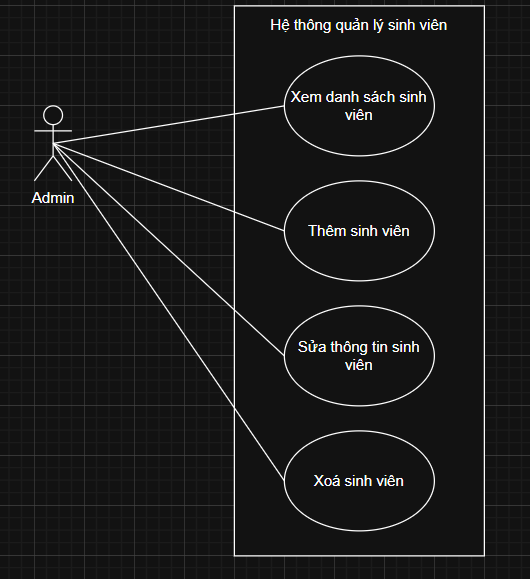 Hệ thống quản lý sinh viên
Xem danh sách sinh
viên
Admin
Thêm sinh viên
Sửa thông tin sinh
viên
Xoá sinh viên